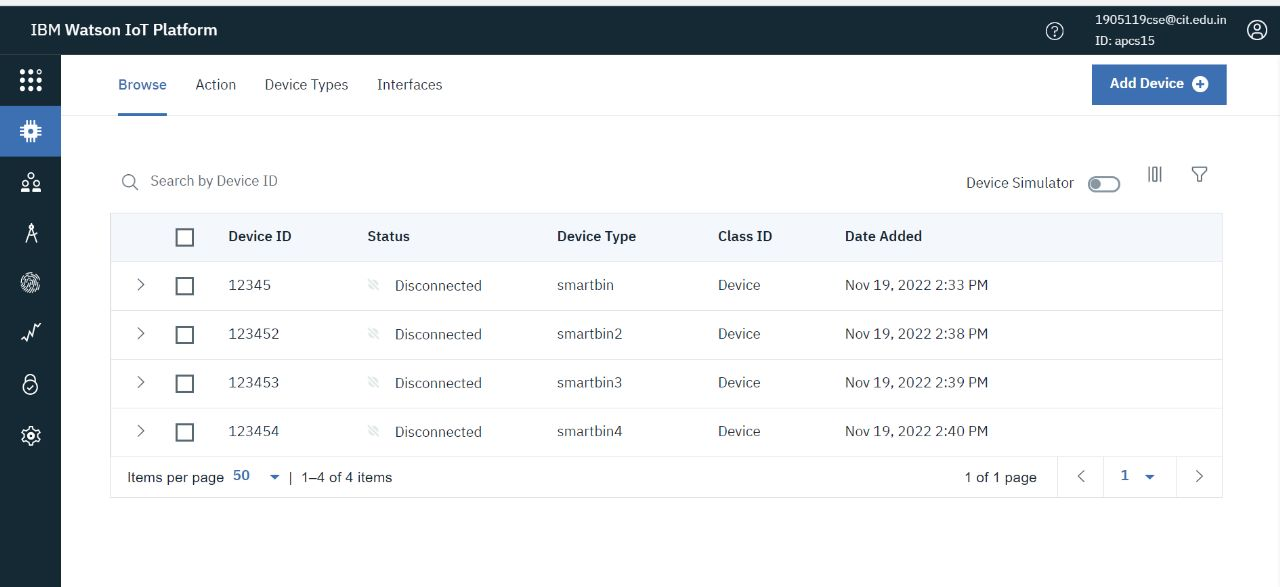 IBM Watson IoT Platform
1905119cse@cit.edu.in
ID: apcs15
Browse Action Device Types Interfaces
Add Device
Search by Device ID
Device Simulator
Device ID Status Device Type Class ID Date Added
12345 Disconnected smartbin Device Nov 19, 2022 2:33 PM
123452 Disconnected smartbin2 Device Nov 19, 2022 2:38 PM
123453 Disconnected smartbin3 Device Nov 19, 2022 2:39 PM
123454 Disconnected smartbin4 Device Nov 19, 2022 2:40 PM
Items per page 50 | 1–4 of 4 items 1 of 1 page 1